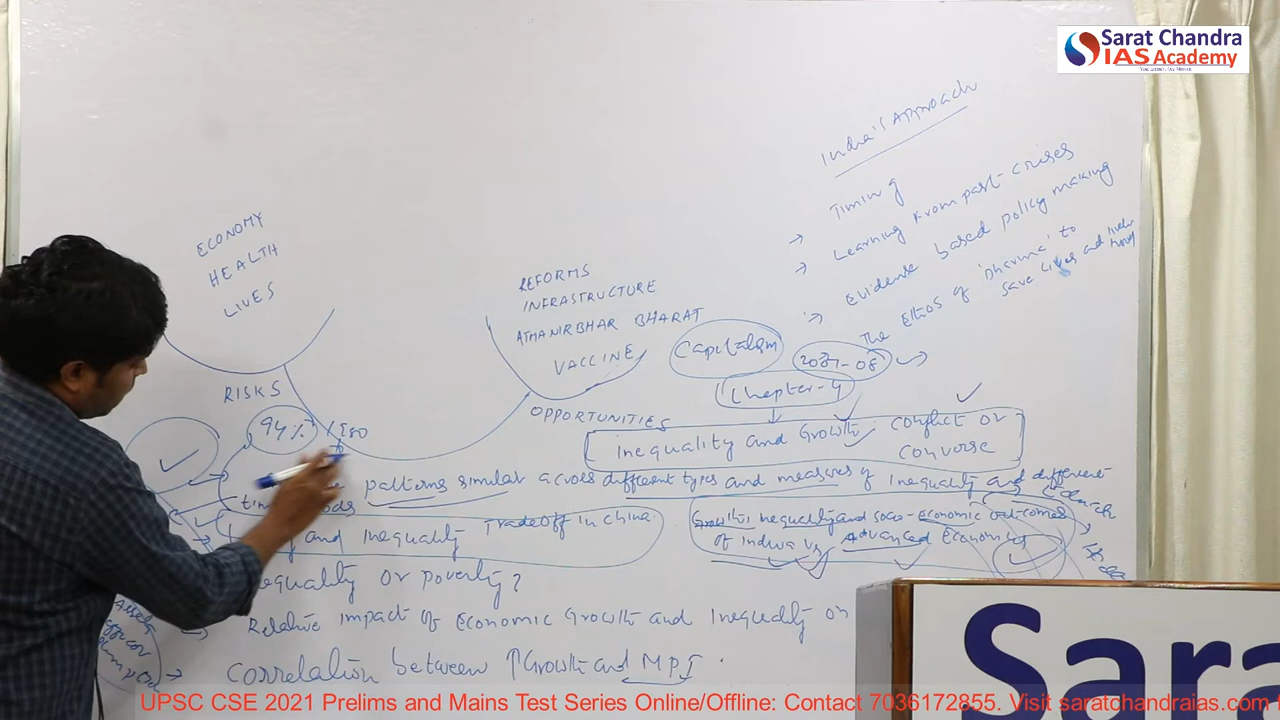 Sarat Chandra
IAS Academy
India's Approach
→ Timing
→ Learning from past crises
→ Evidence based policy making
The Ethos of 'Dharma' to
save lives and
ECONOMY
HEALTH
LIVES
RISKS
REFORMS
INFRASTRUCTURE
ATMANIRBHAR BHARAT
VACCINE
OPPORTUNITIES
Capitalism
2007-08
Chapter-4
Inequality and Growth: conflict or
converse
94%
patterns similar across different types and measures of Inequality and different
time
and Inequality Tradeoff in China
Growth, Inequality and socio-economic outcomes
of India vs Advanced Economies
equality or poverty?
→ Relative impact of Economic Growth and Inequality on
→ correlation between ↑Growth and MPI.
Sara
UPSC CSE 2021 Prelims and Mains Test Series Online/Offline: Contact 7036172855. Visit saratchandraias.com